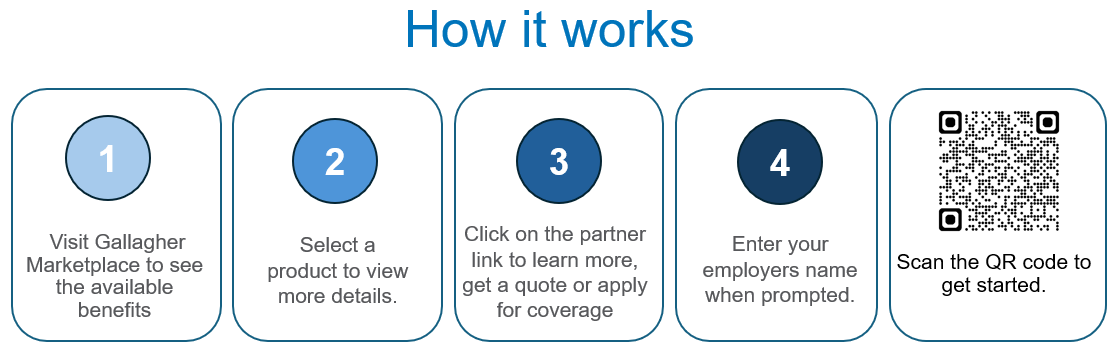 How it works
1
Visit Gallagher
Marketplace to see
the available
benefits
2
Select a
product to view
more details.
3
Click on the partner
link to learn more,
get a quote or apply
for coverage
4
Enter your
employers name
when prompted.
Scan the QR code to
get started.